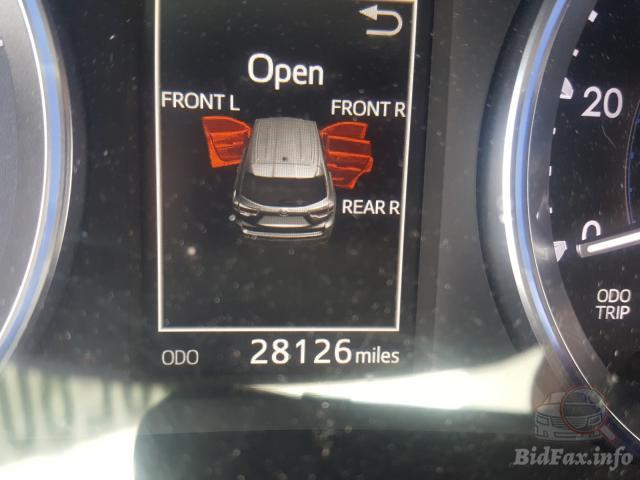 Open
FRONT L
FRONT R
REAR R
20
0
ODO
TRIP
ODO 28126 miles
BidFax.info